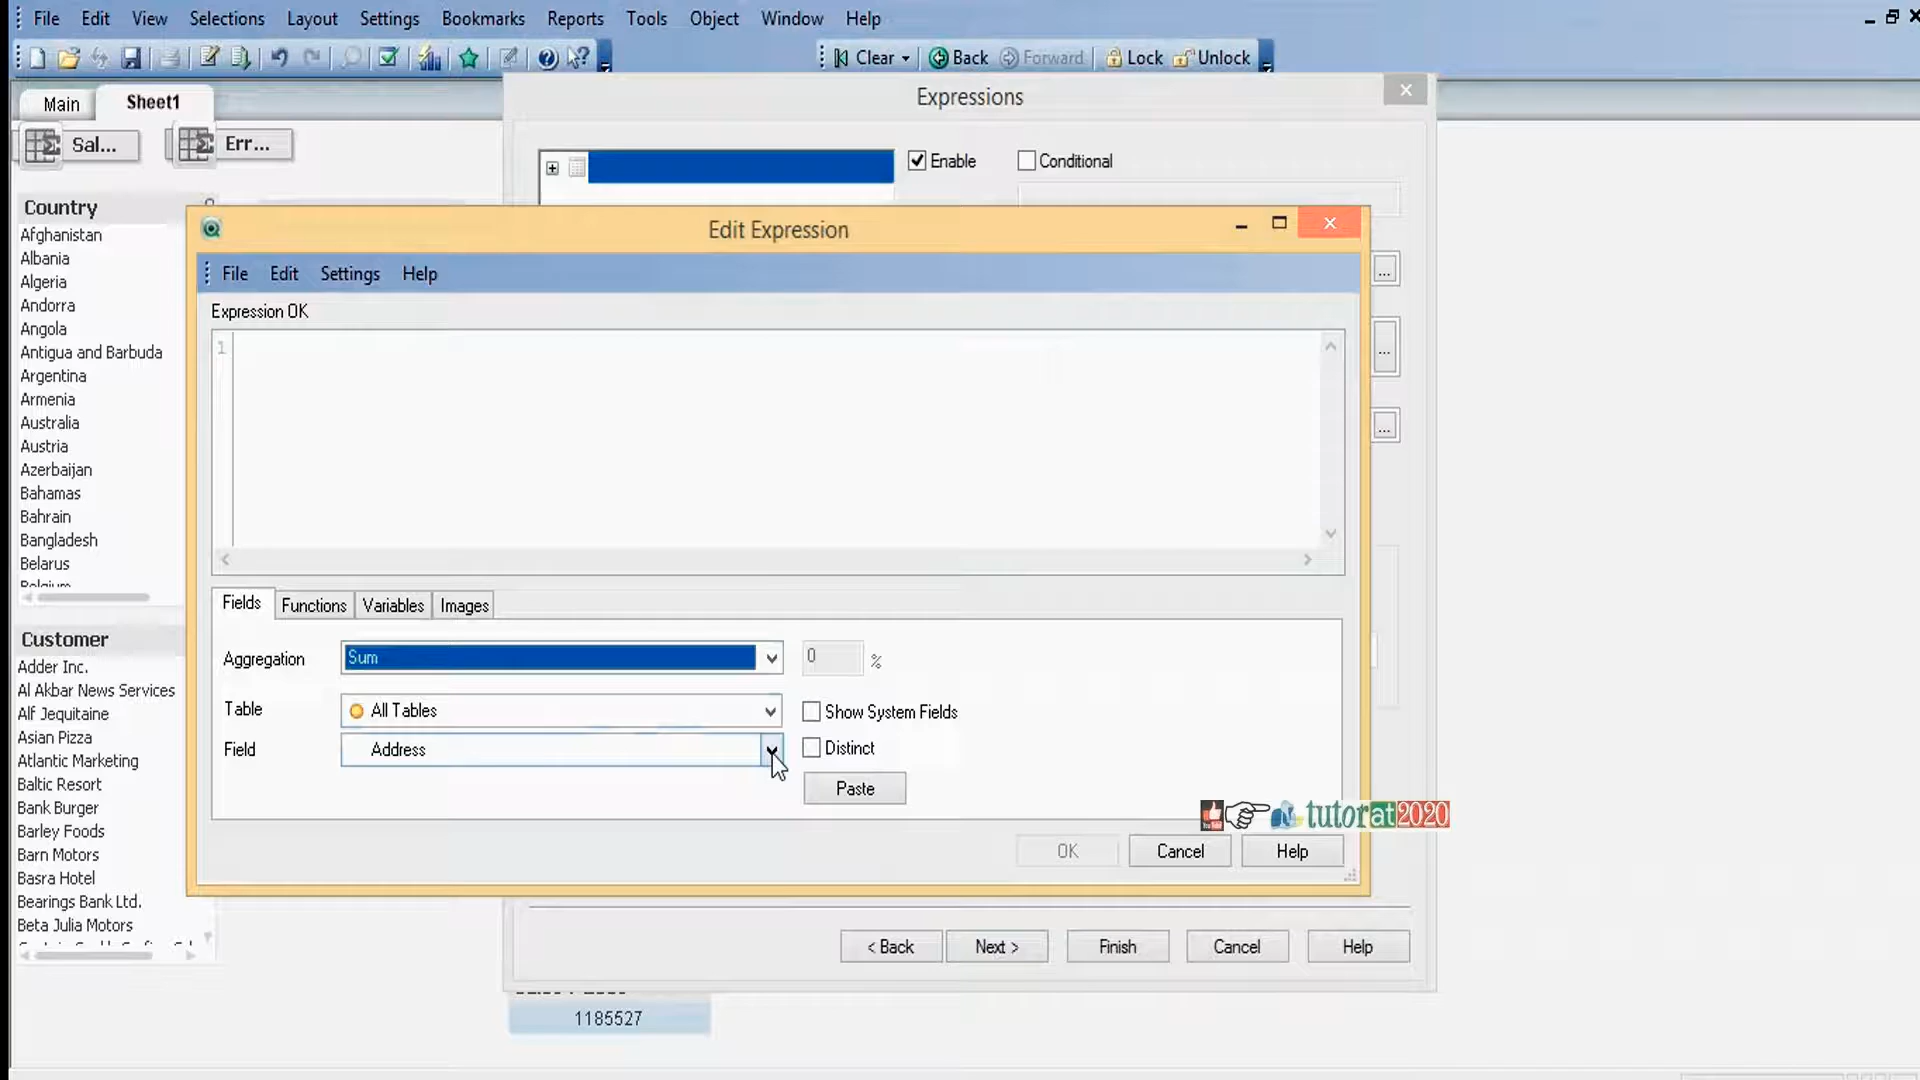 File Edit View Selections Layout Settings Bookmarks Reports Tools Object Window Help
Clear Back Forward Lock Unlock
Main Sheet1
Sal... Err...
Expressions
Enable Conditional
Country
Afghanistan
Albania
Algeria
Andorra
Angola
Antigua and Barbuda
Argentina
Armenia
Australia
Austria
Azerbaijan
Bahamas
Bahrain
Bangladesh
Belarus
Belgium
Customer
Adder Inc.
Al Akbar News Services
Alf Jequitaine
Asian Pizza
Atlantic Marketing
Baltic Resort
Bank Burger
Barley Foods
Barn Motors
Basra Hotel
Bearings Bank Ltd.
Beta Julia Motors
Edit Expression
File Edit Settings Help
Expression OK
1
Fields Functions Variables Images
Aggregation Sum 0 %
Table All Tables Show System Fields
Field Address Distinct
Paste
tutorat2020
OK Cancel Help
...
...
...
< Back Next > Finish Cancel Help
1185527